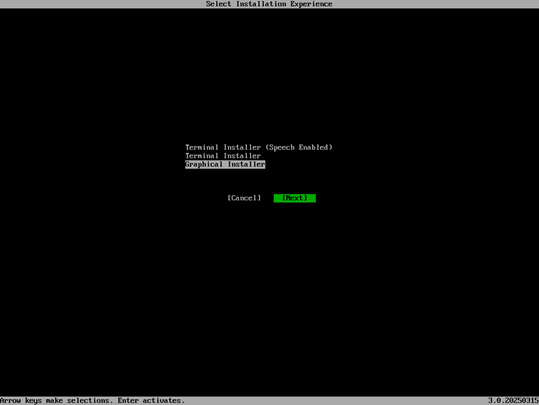 Select Installation Experience
Terminal Installer (Speech Enabled)
Terminal Installer
Graphical Installer
[Cancel] [Next]
Arrow keys make selections. Enter activates. 3.0.20250315